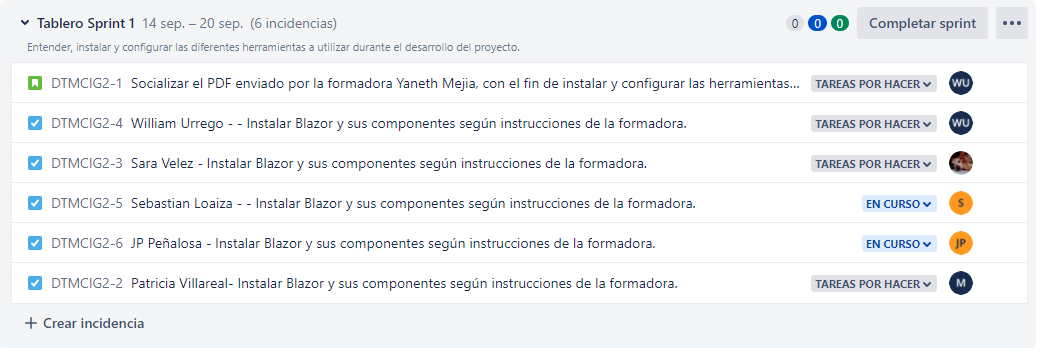 Tablero Sprint 1 14 sep. – 20 sep. (6 incidencias) 0 0 0 Completar sprint
Entender, instalar y configurar las diferentes herramientas a utilizar durante el desarrollo del proyecto.
DTMCIG2-1 Socializar el PDF enviado por la formadora Yaneth Mejia, con el fin de instalar y configurar las herramientas... TAREAS POR HACER WU
DTMCIG2-4 William Urrego - - Instalar Blazor y sus componentes según instrucciones de la formadora. TAREAS POR HACER WU
DTMCIG2-3 Sara Velez - Instalar Blazor y sus componentes según instrucciones de la formadora. TAREAS POR HACER
DTMCIG2-5 Sebastian Loaiza - - Instalar Blazor y sus componentes según instrucciones de la formadora. EN CURSO S
DTMCIG2-6 JP Peñalosa - Instalar Blazor y sus componentes según instrucciones de la formadora. EN CURSO JP
DTMCIG2-2 Patricia Villareal- Instalar Blazor y sus componentes según instrucciones de la formadora. TAREAS POR HACER M
+ Crear incidencia